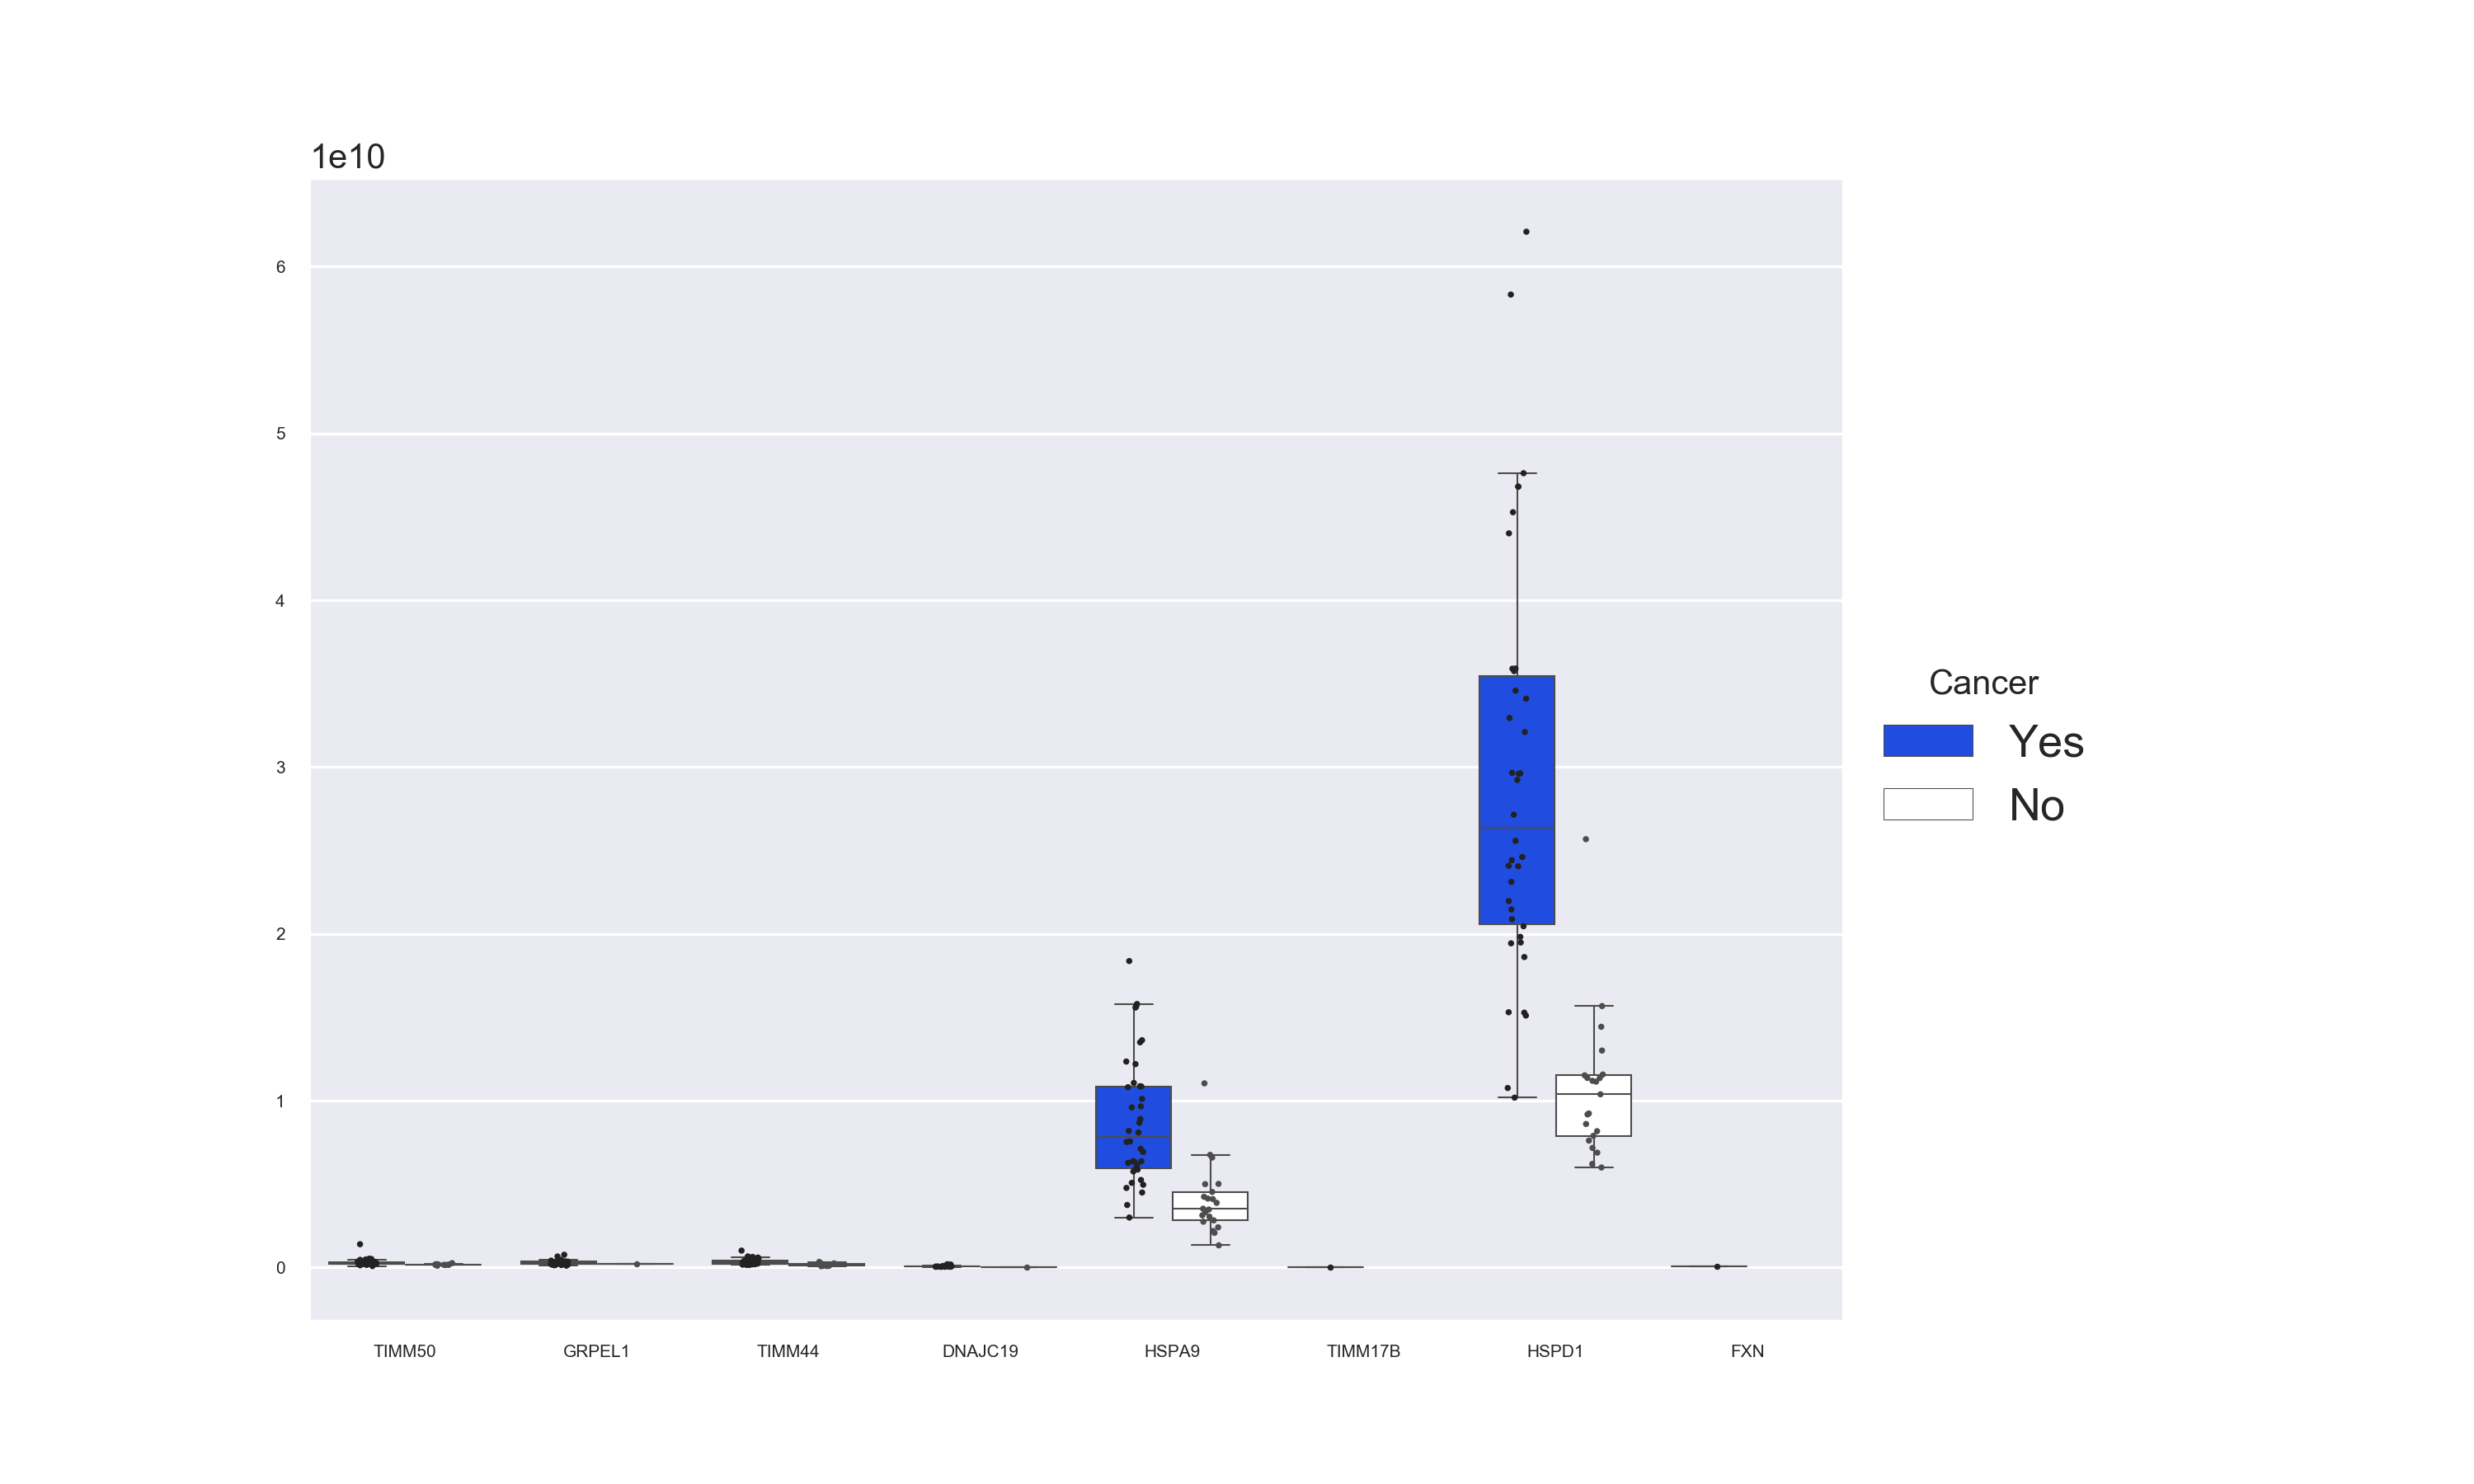 1e10
6
5
4
3
2
1
0
TIMM50 GRPEL1 TIMM44 DNAJC19 HSPA9 TIMM17B HSPD1 FXN
Cancer
Yes
No